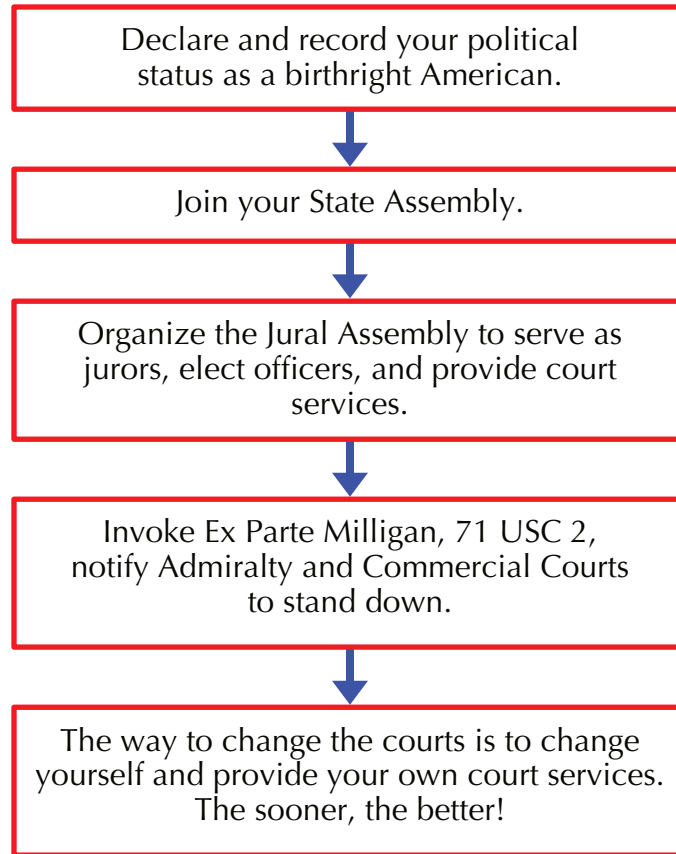 Declare and record your political
status as a birthright American.
Join your State Assembly.
Organize the Jural Assembly to serve as
jurors, elect officers, and provide court
services.
Invoke Ex Parte Milligan, 71 USC 2,
notify Admiralty and Commercial Courts
to stand down.
The way to change the courts is to change
yourself and provide your own court services.
The sooner, the better!